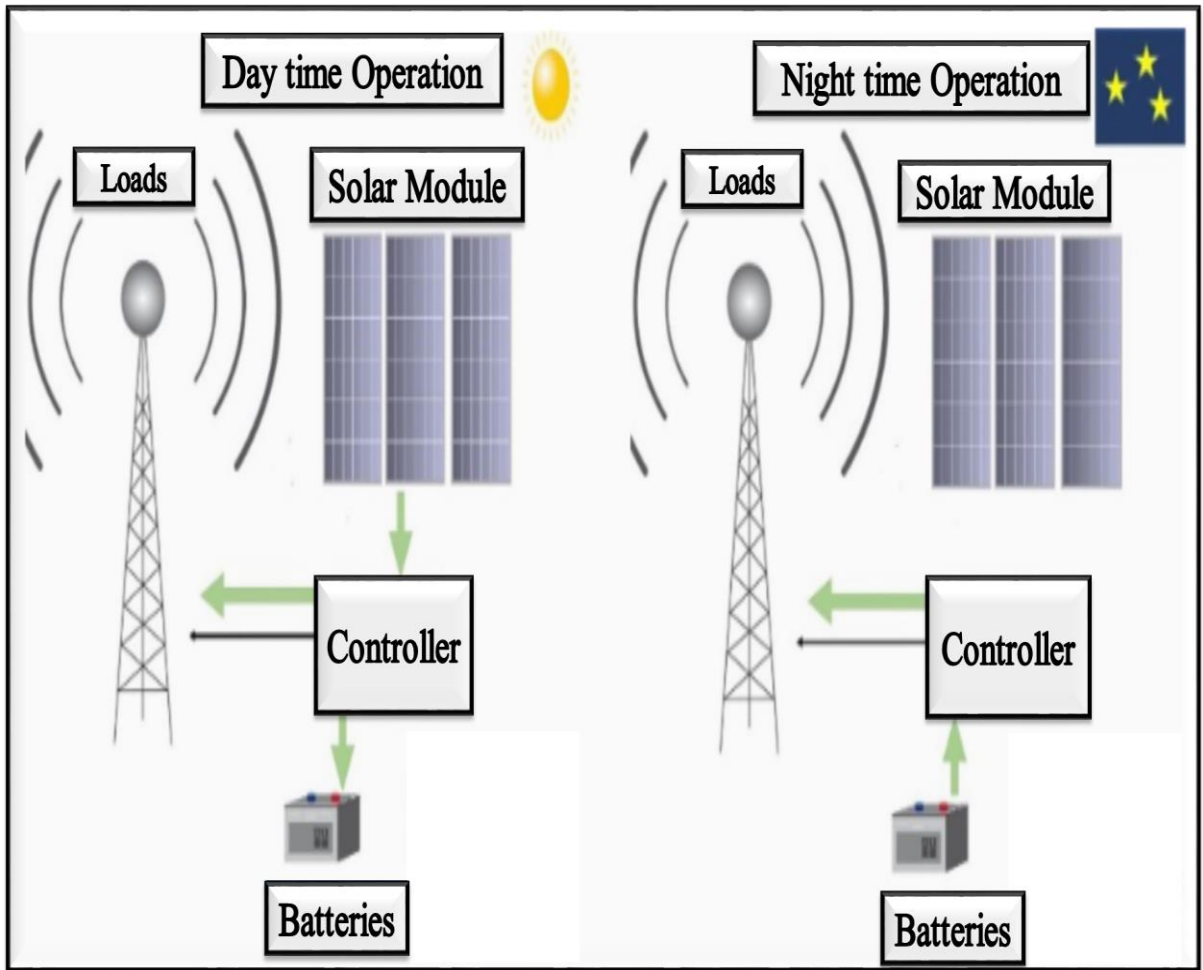 Day time Operation
Loads
Solar Module
Controller
Batteries
Night time Operation
Loads
Solar Module
Controller
Batteries